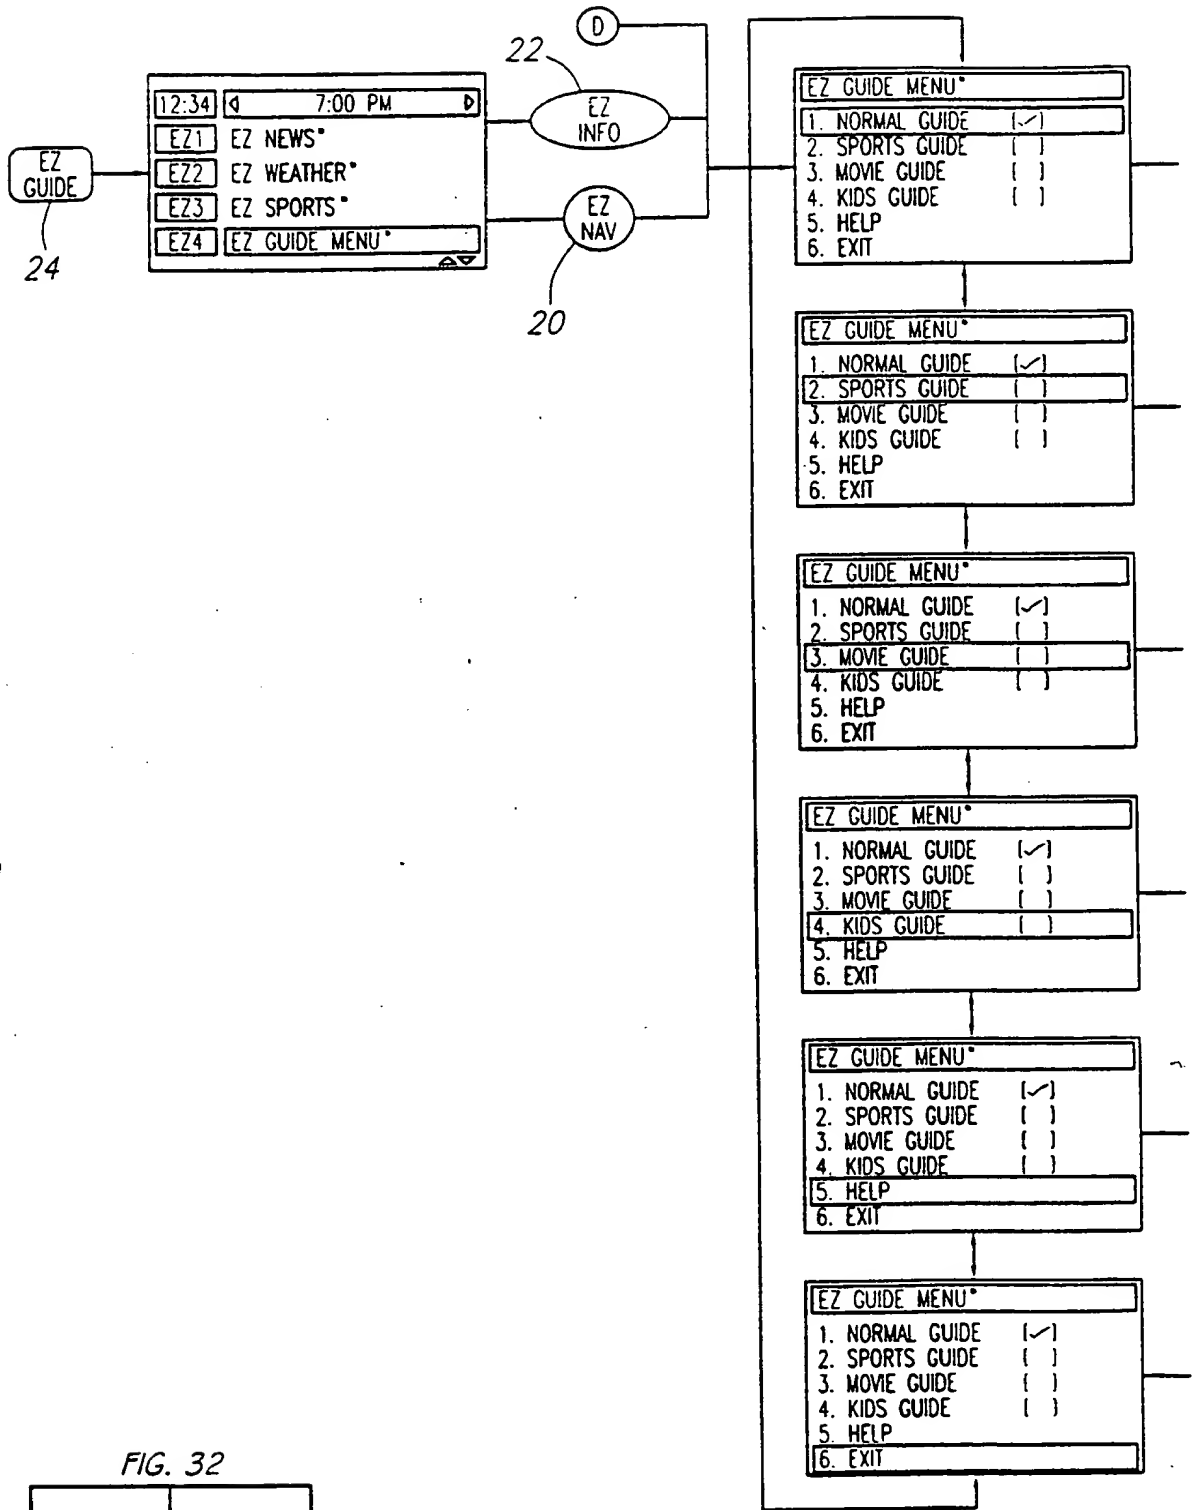 D
22
EZ
INFO
12:34 7:00 PM
EZ1 EZ NEWS•
EZ2 EZ WEATHER•
EZ3 EZ SPORTS•
EZ4 EZ GUIDE MENU•
EZ
GUIDE
24
EZ
NAV
20
EZ GUIDE MENU•
1. NORMAL GUIDE [✓]
2. SPORTS GUIDE [ ]
3. MOVIE GUIDE [ ]
4. KIDS GUIDE [ ]
5. HELP
6. EXIT
EZ GUIDE MENU•
1. NORMAL GUIDE [✓]
2. SPORTS GUIDE [ ]
3. MOVIE GUIDE [ ]
4. KIDS GUIDE [ ]
5. HELP
6. EXIT
EZ GUIDE MENU•
1. NORMAL GUIDE [✓]
2. SPORTS GUIDE [ ]
3. MOVIE GUIDE [ ]
4. KIDS GUIDE [ ]
5. HELP
6. EXIT
EZ GUIDE MENU•
1. NORMAL GUIDE [✓]
2. SPORTS GUIDE [ ]
3. MOVIE GUIDE [ ]
4. KIDS GUIDE [ ]
5. HELP
6. EXIT
EZ GUIDE MENU•
1. NORMAL GUIDE [✓]
2. SPORTS GUIDE [ ]
3. MOVIE GUIDE [ ]
4. KIDS GUIDE [ ]
5. HELP
6. EXIT
EZ GUIDE MENU•
1. NORMAL GUIDE [✓]
2. SPORTS GUIDE [ ]
3. MOVIE GUIDE [ ]
4. KIDS GUIDE [ ]
5. HELP
6. EXIT
FIG. 32